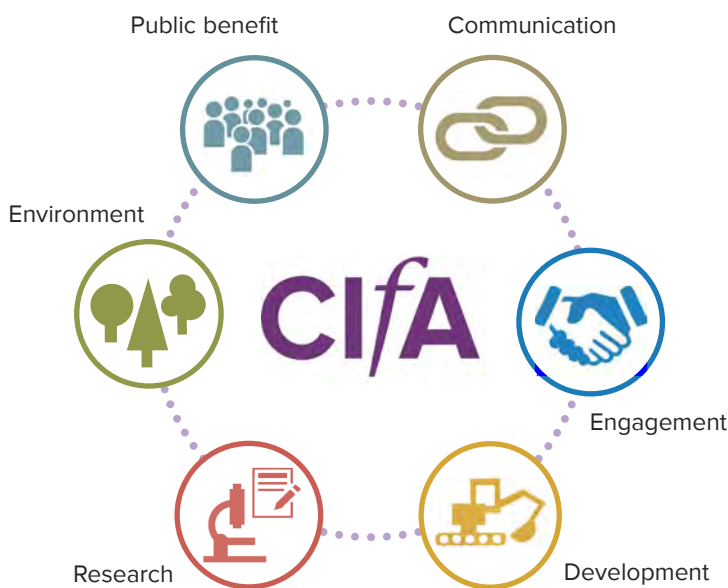 Public benefit
Communication
Environment
CIfA
Engagement
Research
Development